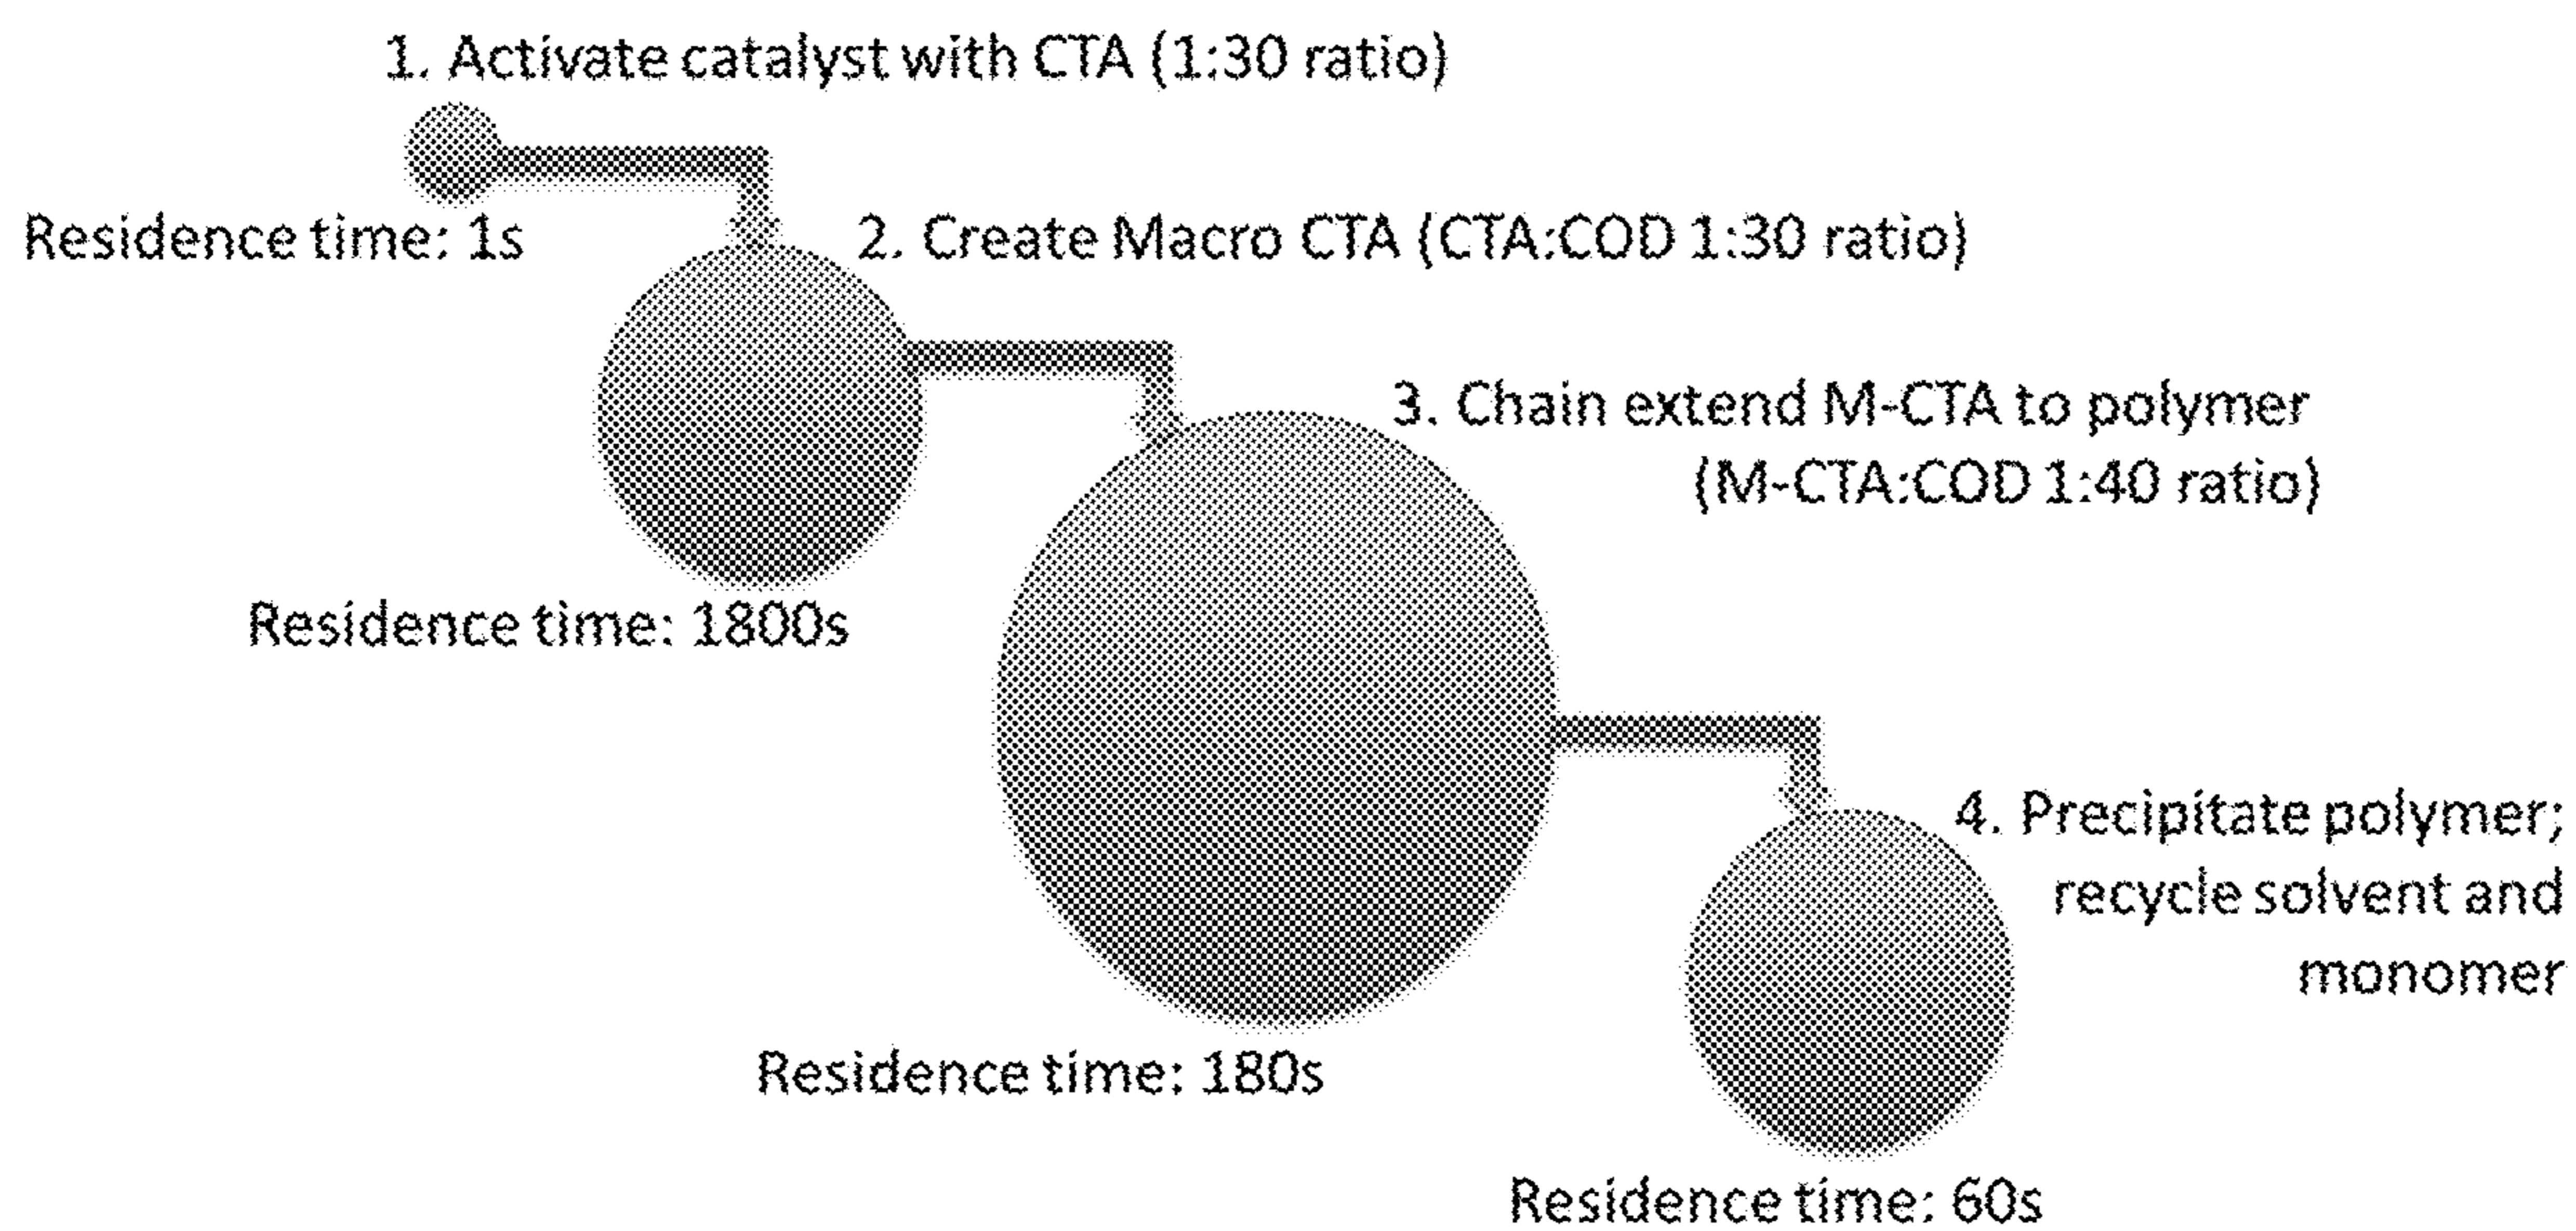 1. Activate catalyst with CTA (1:30 ratio)
Residence time: 1s
2. Create Macro CTA (CTA:COD 1:30 ratio)
3. Chain extend M-CTA to polymer
(M-CTA:COD 1:40 ratio)
Residence time: 1800s
4. Precipitate polymer;
recycle solvent and
monomer
Residence time: 180s
Residence time: 60s